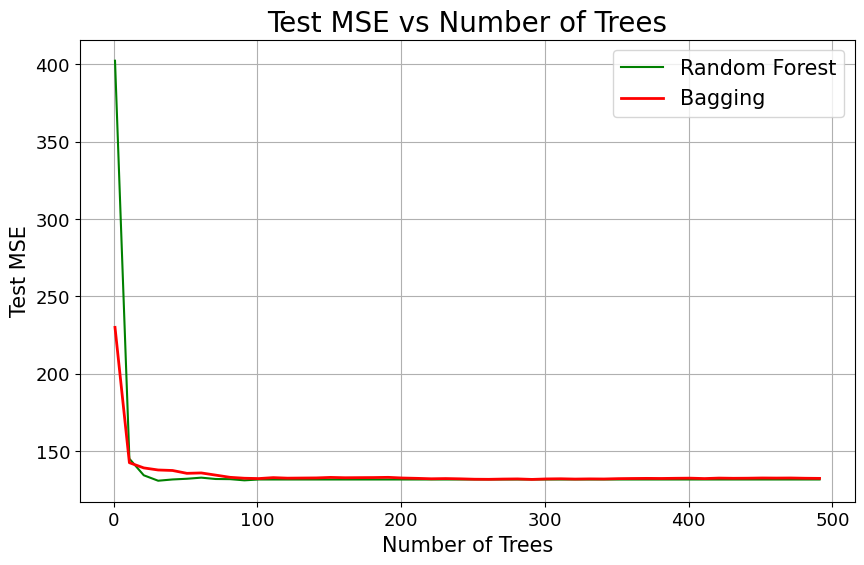 Test MSE vs Number of Trees
Random Forest
Bagging
Test MSE
400
350
300
250
200
150
0 100 200 300 400 500
Number of Trees